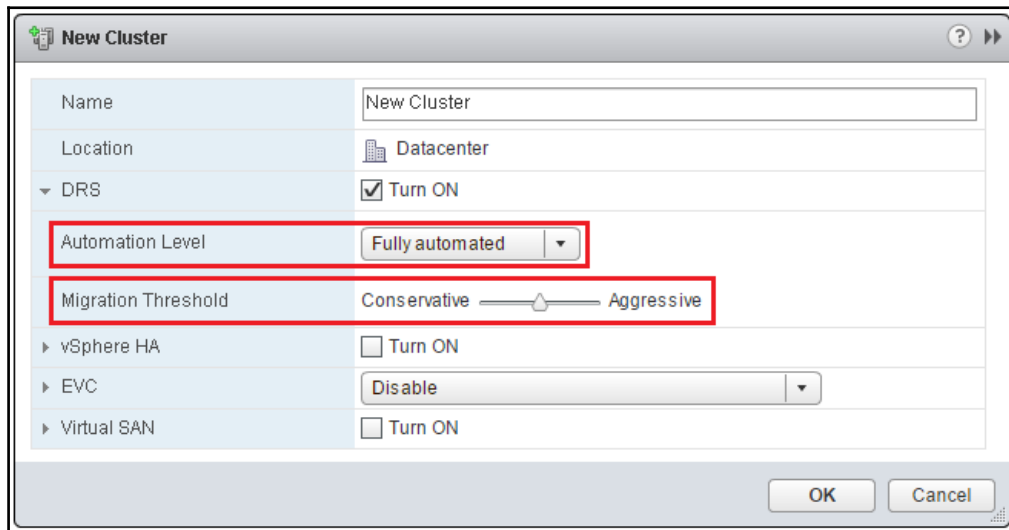 New Cluster ?
Name New Cluster
Location Datacenter
DRS Turn ON
Automation Level Fully automated
Migration Threshold Conservative Aggressive
vSphere HA Turn ON
EVC Disable
Virtual SAN Turn ON
OK Cancel